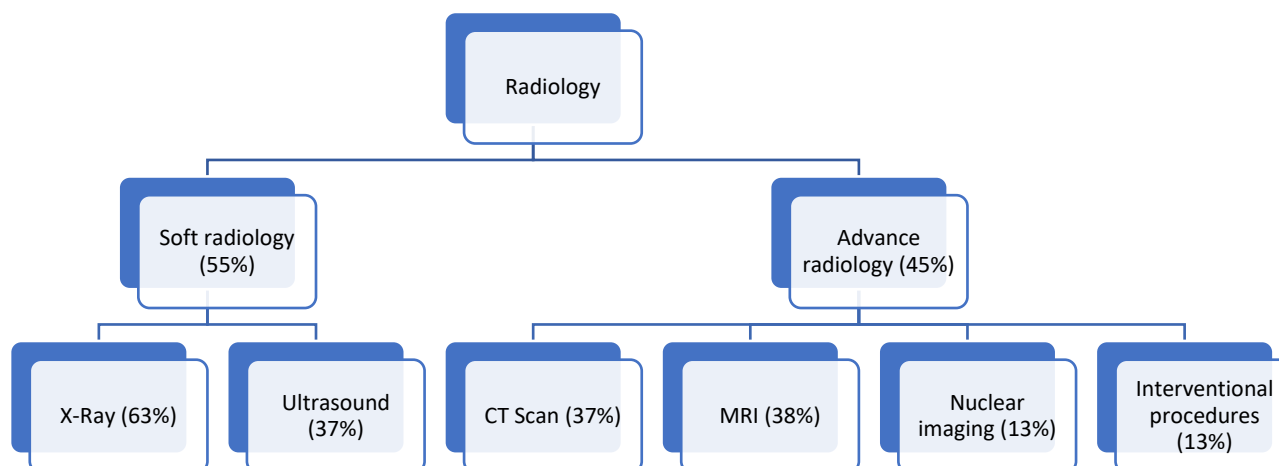 Radiology
Soft radiology
(55%)
Advance
radiology (45%)
X-Ray (63%)
Ultrasound
(37%)
CT Scan (37%)
MRI (38%)
Nuclear
imaging (13%)
Interventional
procedures
(13%)